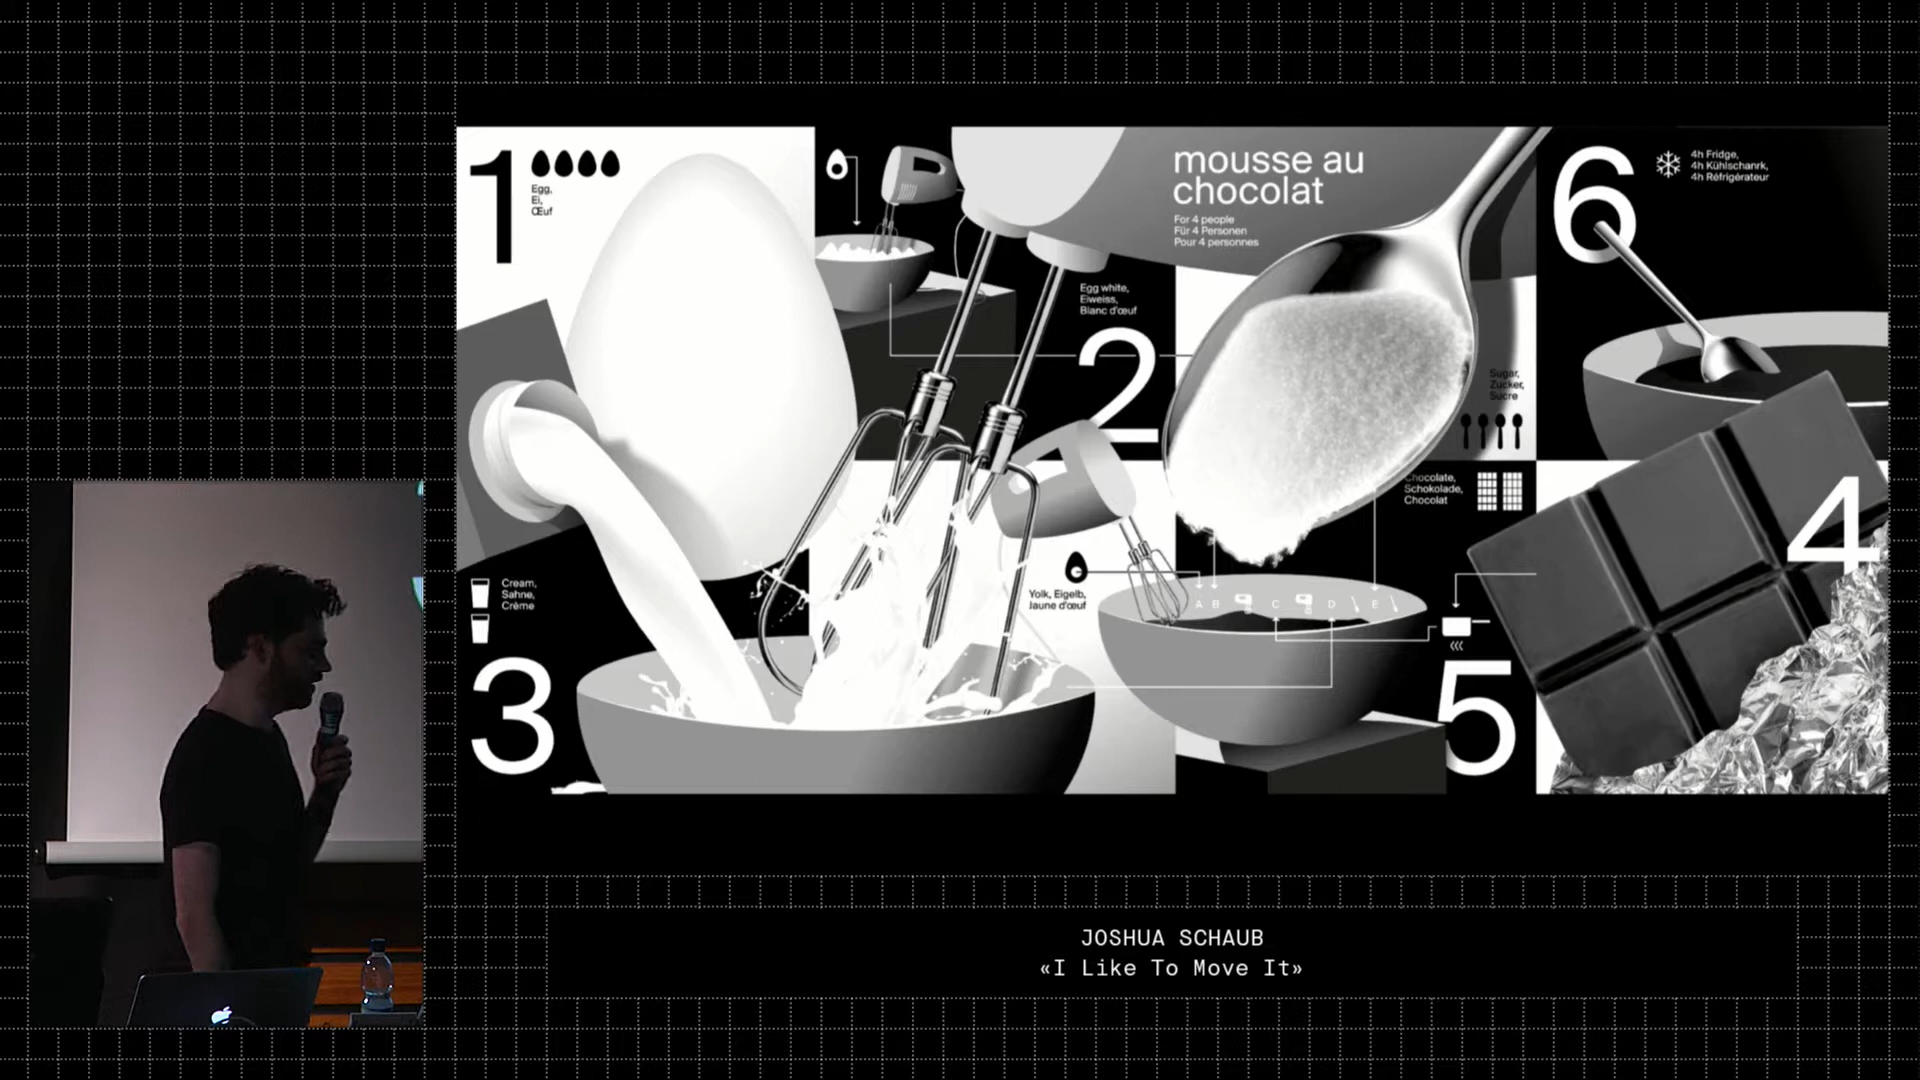 1
Egg,
Ei,
Œuf
mousse au
chocolat
For 4 people
Für 4 Personen
Pour 4 personnes
6
4h Fridge,
4h Kühlschanrk,
4h Réfrigérateur
Egg white,
Eiweiss,
Blanc d'œuf
2
Sugar,
Zucker,
Sucre
Chocolate,
Schokolade,
Chocolat
4
Cream,
Sahne,
Crème
3
Yolk, Eigelb,
Jaune d'œuf
A B C D E
5
JOSHUA SCHAUB
«I Like To Move It»